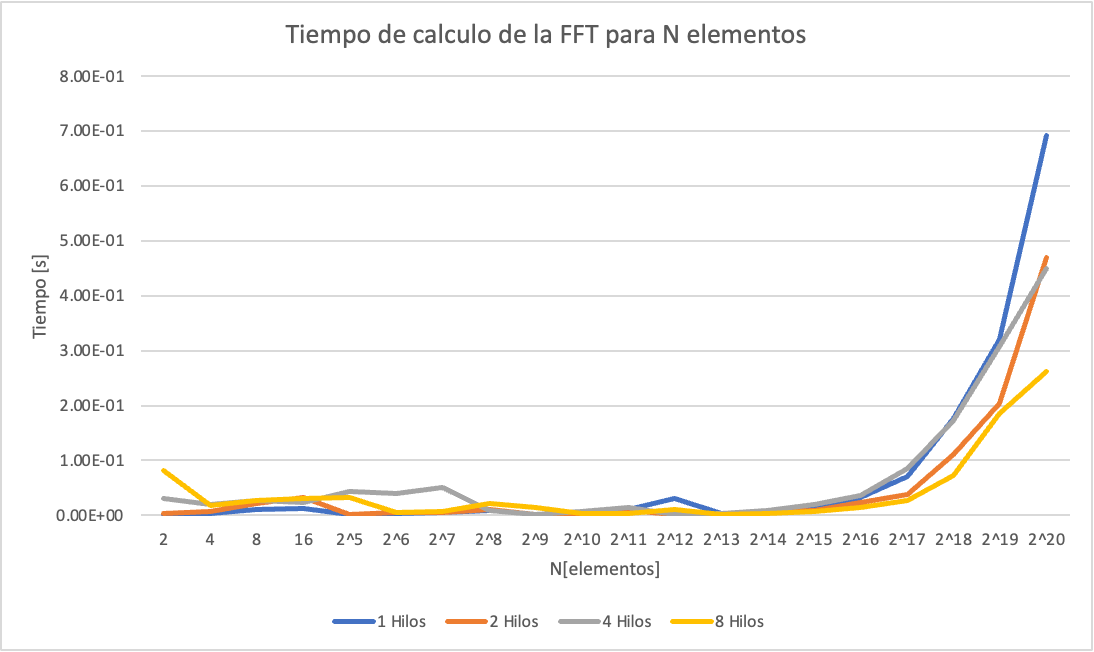 Tiempo de calculo de la FFT para N elementos
8.00E-01
7.00E-01
6.00E-01
5.00E-01
4.00E-01
3.00E-01
2.00E-01
1.00E-01
0.00E+00
Tiempo [s]
2 4 8 16 2^5 2^6 2^7 2^8 2^9 2^10 2^11 2^12 2^13 2^14 2^15 2^16 2^17 2^18 2^19 2^20
N[elementos]
1 Hilos 2 Hilos 4 Hilos 8 Hilos